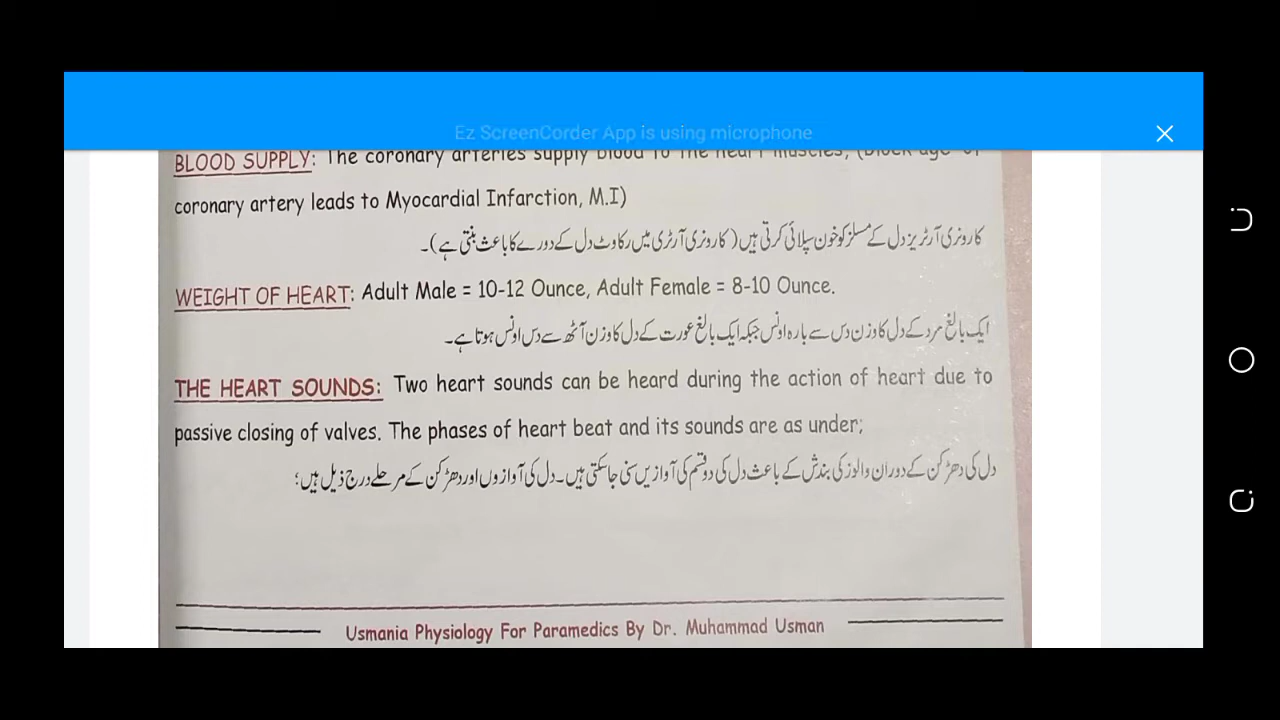 Ez ScreenCorder App is using microphone
BLOOD SUPPLY: The coronary arteries supply blood to the heart muscles, (Block age of
coronary artery leads to Myocardial Infarction, M.I)
کارونری آرٹریز دل کے مسلز کو خون سپلائی کرتی ہیں (کارونری آرٹری میں رکاوٹ دل کے دورے کا باعث بنتی ہے)۔
WEIGHT OF HEART: Adult Male = 10-12 Ounce, Adult Female = 8-10 Ounce.
ایک بالغ مرد کے دل کا وزن دس سے بارہ اونس جبکہ ایک بالغ عورت کے دل کا وزن آٹھ سے دس اونس ہوتا ہے۔
THE HEART SOUNDS: Two heart sounds can be heard during the action of heart due to
passive closing of valves. The phases of heart beat and its sounds are as under;
دل کی دھڑکن کے دوران والوز کی بندش کے باعث دل کی دو قسم کی آوازیں سنی جا سکتی ہیں۔ دل کی آوازوں اور دھڑکن کے مرحلے درج ذیل ہیں؛
Usmania Physiology For Paramedics By Dr. Muhammad Usman